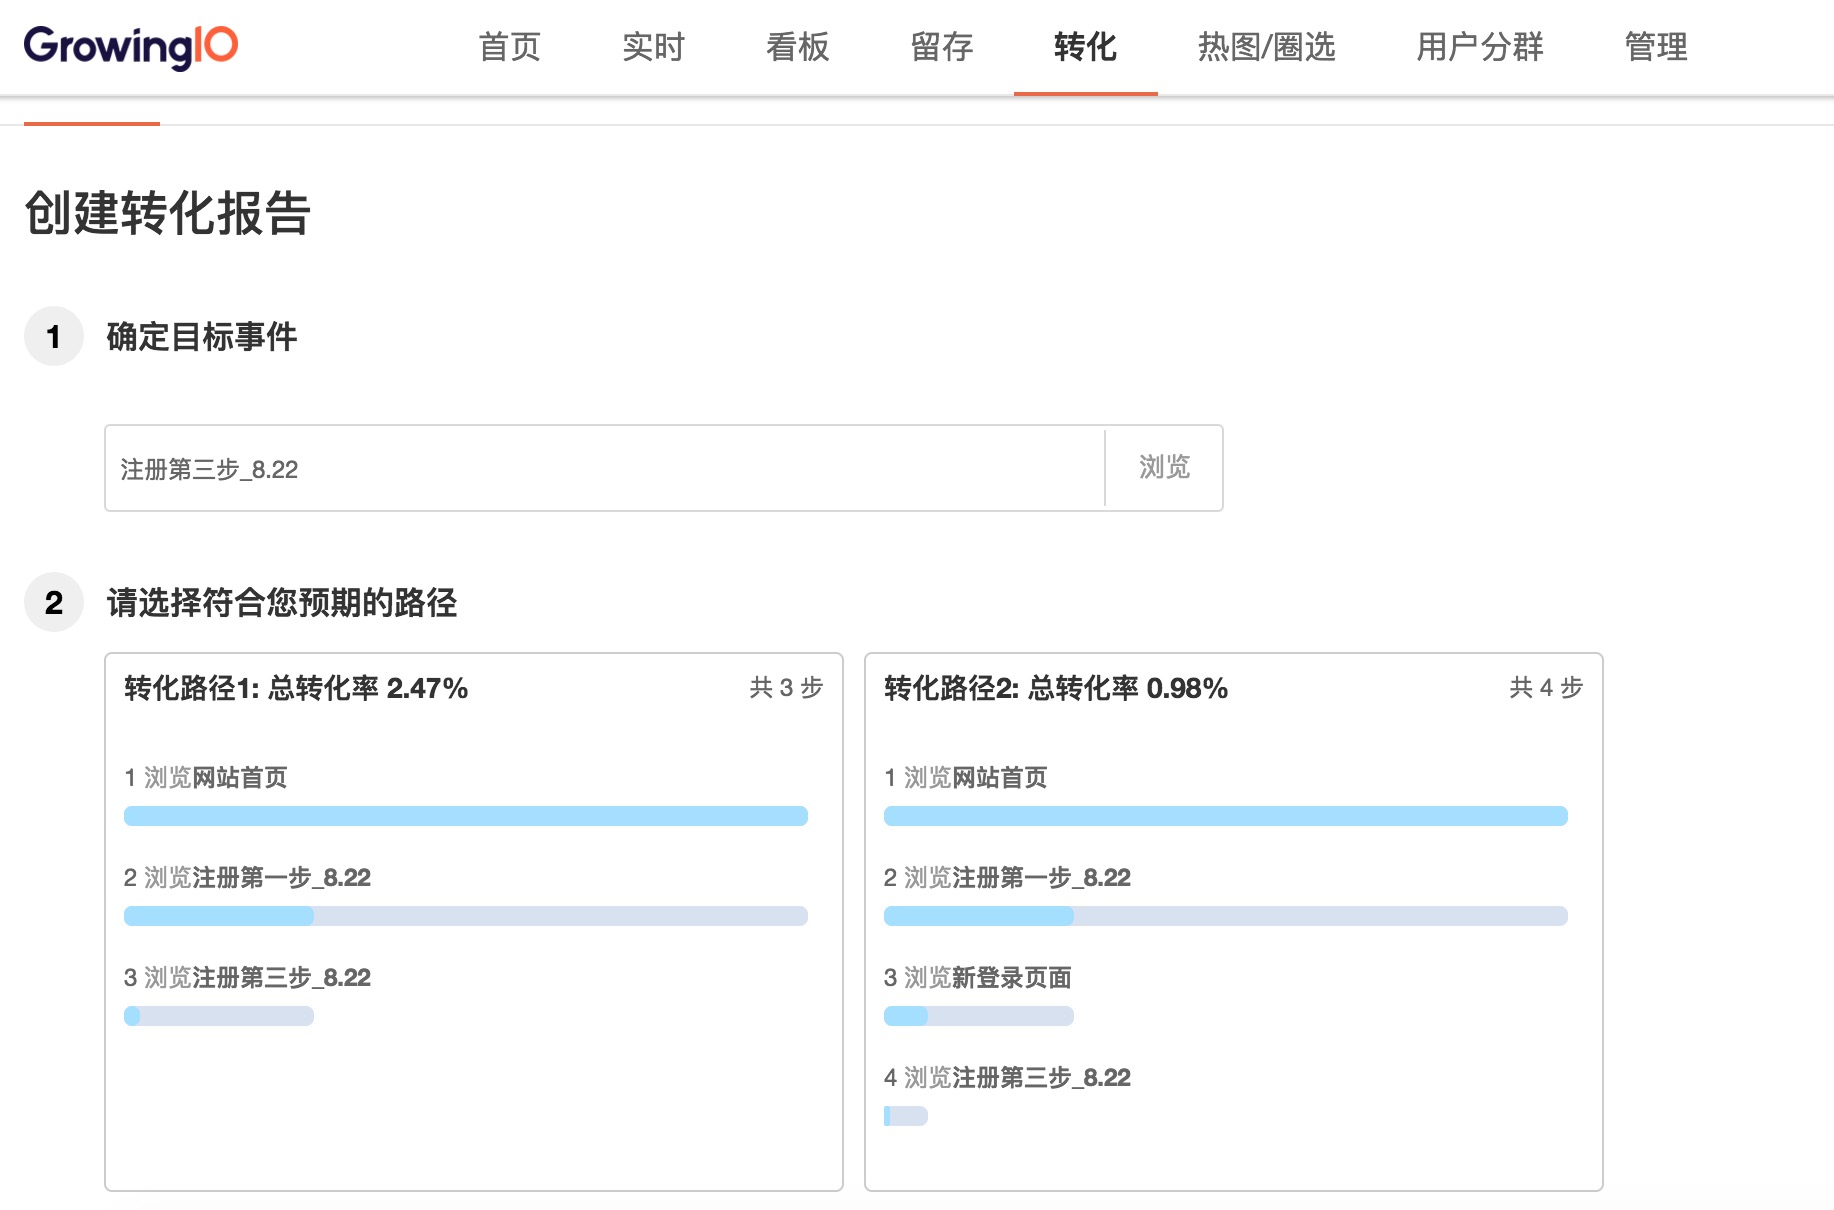 GrowingIO 首页 实时 看板 留存 转化 热图/圈选 用户分群 管理
创建转化报告
1 确定目标事件
注册第三步_8.22 浏览
2 请选择符合您预期的路径
转化路径1: 总转化率 2.47% 共 3 步
1 浏览网站首页
2 浏览注册第一步_8.22
3 浏览注册第三步_8.22
转化路径2: 总转化率 0.98% 共 4 步
1 浏览网站首页
2 浏览注册第一步_8.22
3 浏览新登录页面
4 浏览注册第三步_8.22